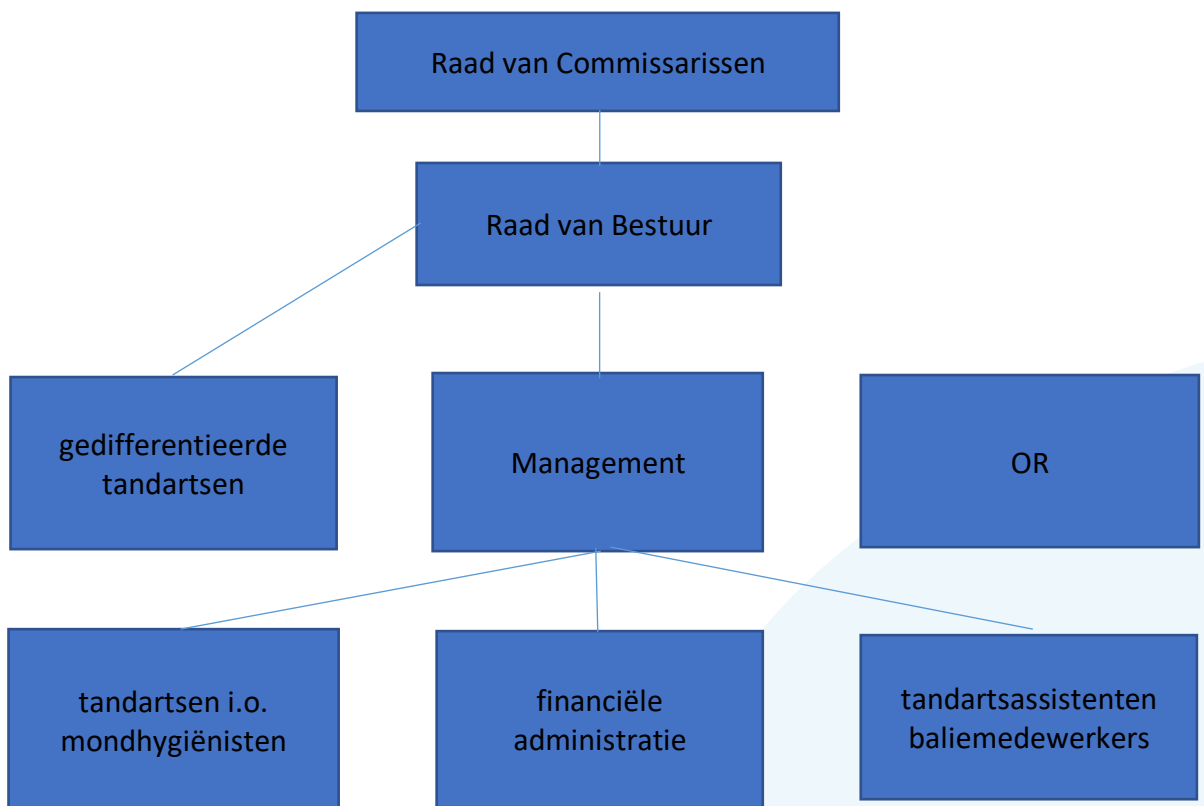 Raad van Commissarissen
Raad van Bestuur
gedifferentieerde
tandartsen
Management
OR
tandartsen i.o.
mondhygiënisten
financiële
administratie
tandartsassistenten
baliemedewerkers